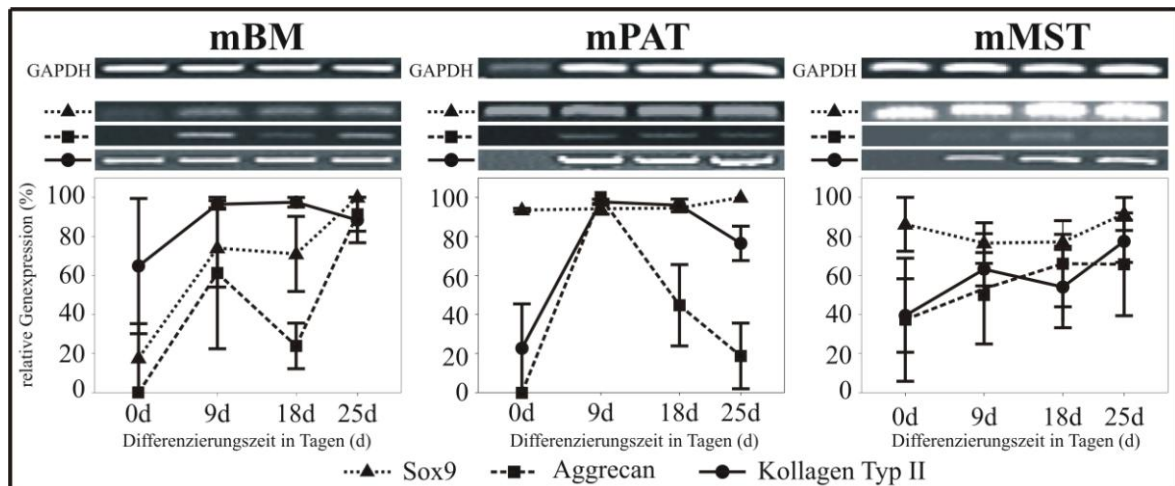 mBM mPAT mMST
GAPDH GAPDH GAPDH
relative Genexpression (%)
100 100 100
80 80 80
60 60 60
40 40 40
20 20 20
0 0 0
0d 9d 18d 25d 0d 9d 18d 25d 0d 9d 18d 25d
Differenzierungszeit in Tagen (d) Differenzierungszeit in Tagen (d) Differenzierungszeit in Tagen (d)
Sox9 Aggrecan Kollagen Typ II